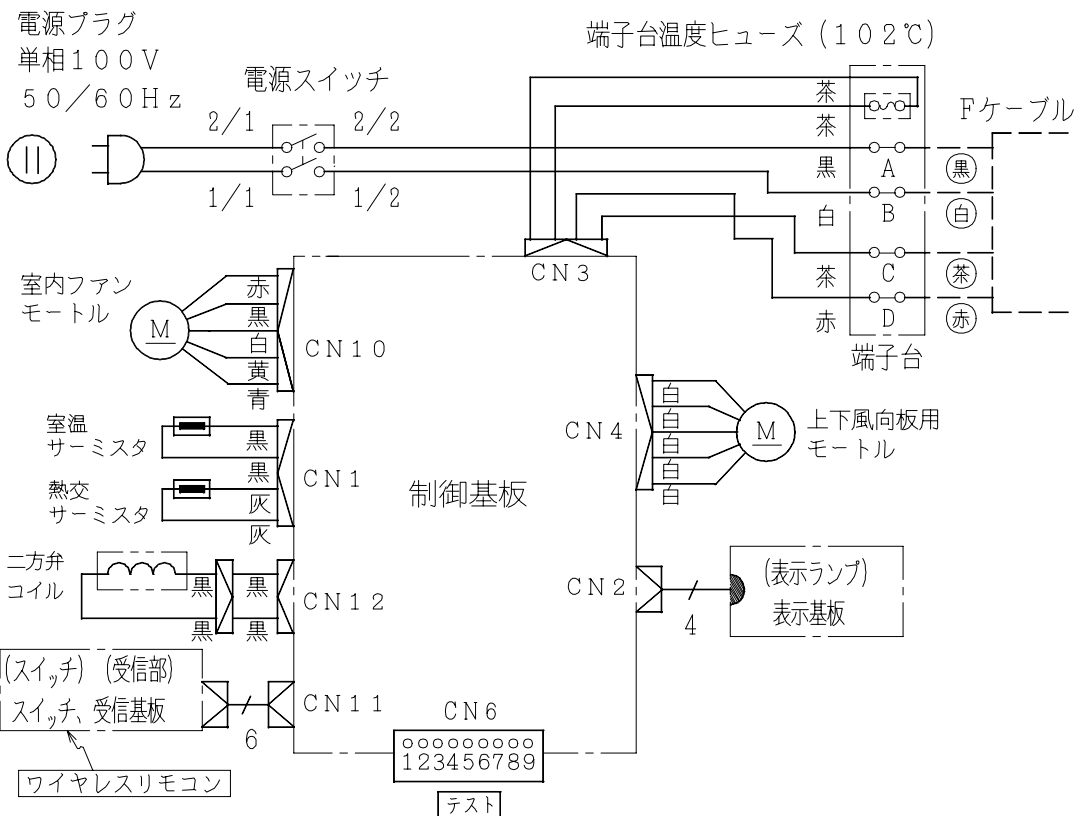 電源プラグ
単相100V
50/60Hz
端子台温度ヒューズ(102℃)
電源スイッチ
2/1 2/2
1/1 1/2
茶
茶
黒
白
茶
赤
A
B
C
D
端子台
Fケーブル
黒
白
茶
赤
CN3
室内ファン
モートル
M
赤
黒
白
黄
青
CN10
室温
サーミスタ
黒
黒
CN1
熱交
サーミスタ
灰
灰
制御基板
CN4
白
白
白
白
白
M
上下風向板用
モートル
二方弁
コイル
黒 黒
黒 黒
CN12
CN2
4
(表示ランプ)
表示基板
(スイッチ) (受信部)
スイッチ、受信基板
6
CN11
ワイヤレスリモコン
CN6
123456789
テスト